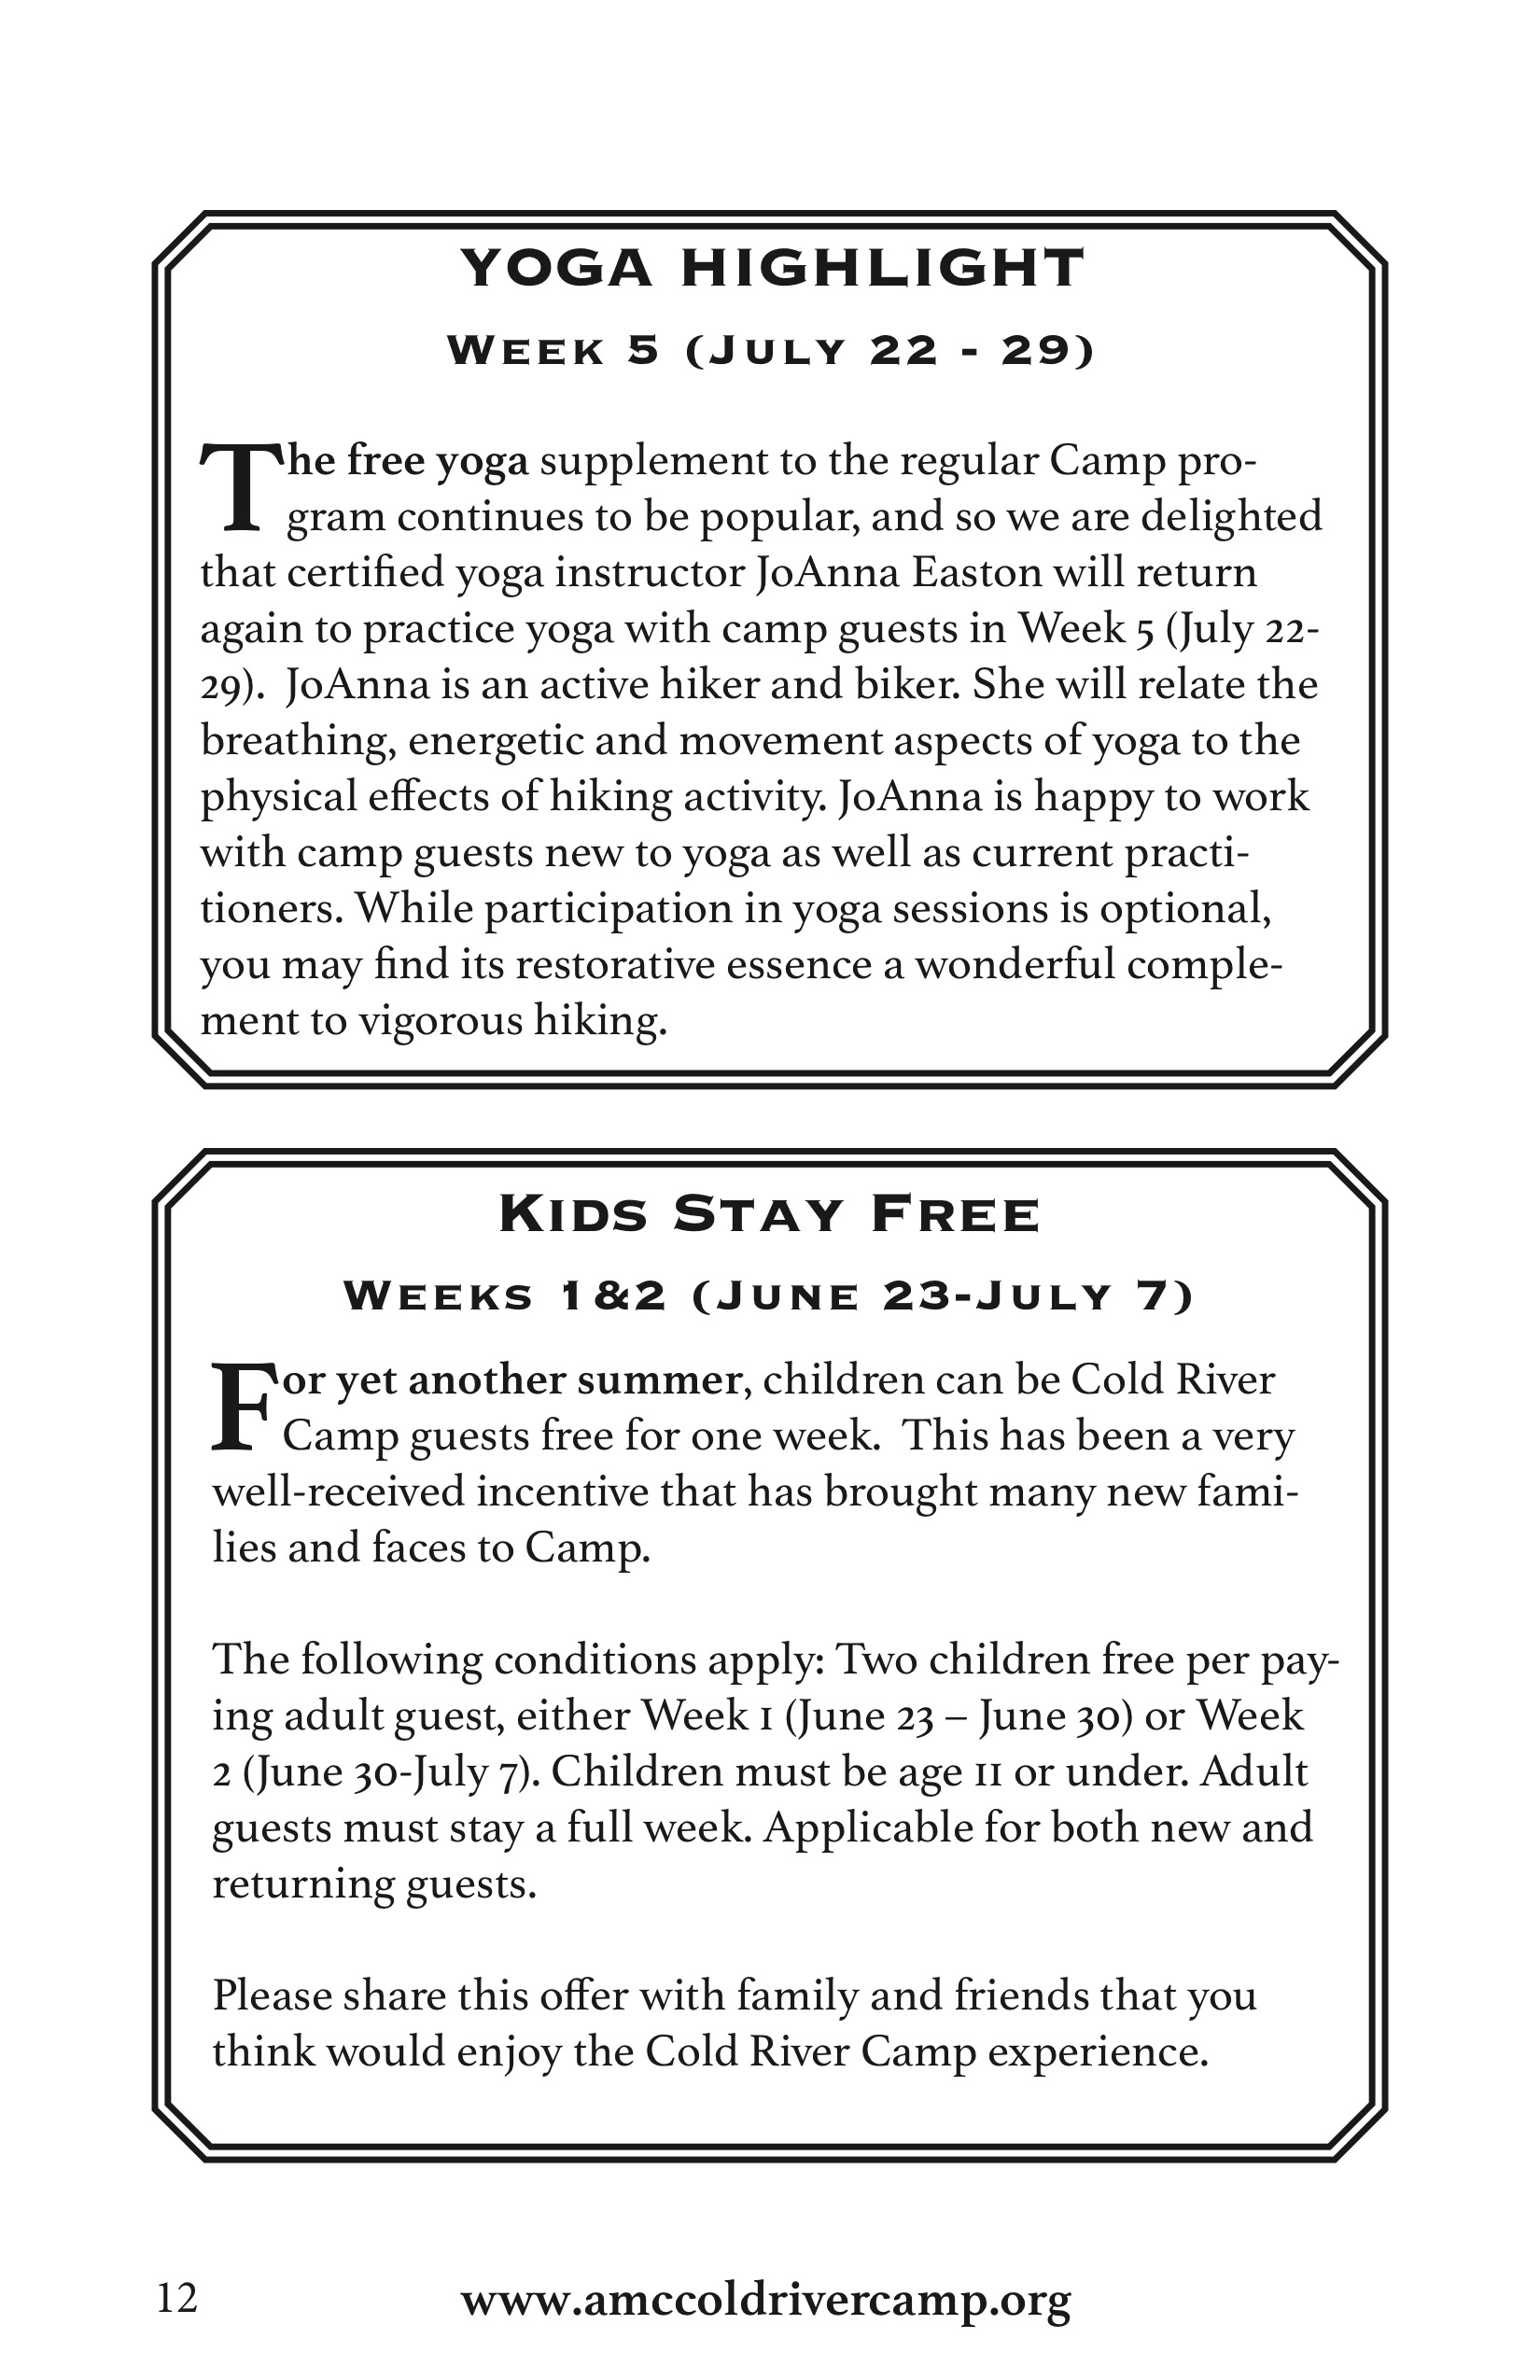 YOGA HIGHLIGHT
WEEK 5 (JULY 22 - 29)
The free yoga supplement to the regular Camp pro-
gram continues to be popular, and so we are delighted
that certified yoga instructor JoAnna Easton will return
again to practice yoga with camp guests in Week 5 (July 22-
29).  JoAnna is an active hiker and biker. She will relate the
breathing, energetic and movement aspects of yoga to the
physical effects of hiking activity. JoAnna is happy to work
with camp guests new to yoga as well as current practi-
tioners. While participation in yoga sessions is optional,
you may find its restorative essence a wonderful comple-
ment to vigorous hiking.
KIDS STAY FREE
WEEKS 1&2 (JUNE 23-JULY 7)
For yet another summer, children can be Cold River
Camp guests free for one week.  This has been a very
well-received incentive that has brought many new fami-
lies and faces to Camp.
The following conditions apply: Two children free per pay-
ing adult guest, either Week 1 (June 23 – June 30) or Week
2 (June 30-July 7). Children must be age 11 or under. Adult
guests must stay a full week. Applicable for both new and
returning guests.
Please share this offer with family and friends that you
think would enjoy the Cold River Camp experience.
12
www.amccoldrivercamp.org